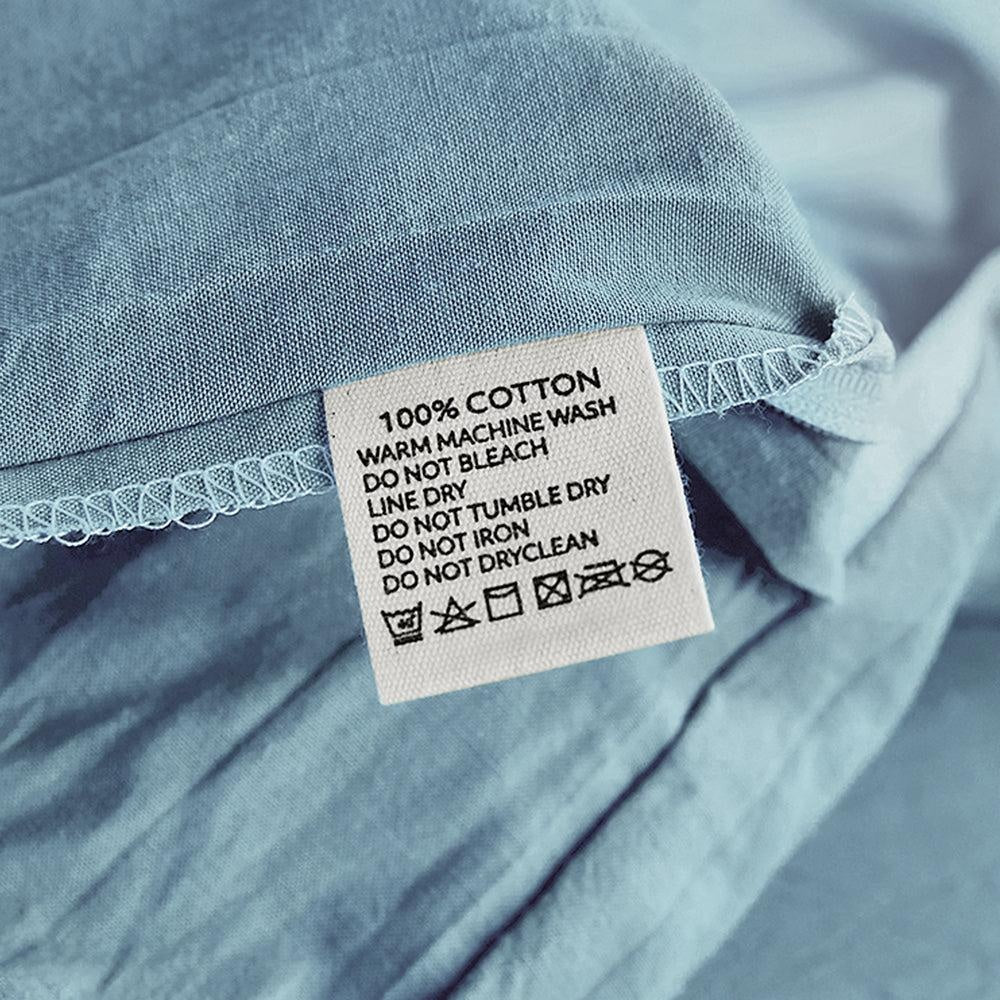 100% COTTON
WARM MACHINE WASH
DO NOT BLEACH
LINE DRY
DO NOT TUMBLE DRY
DO NOT IRON
DO NOT DRYCLEAN